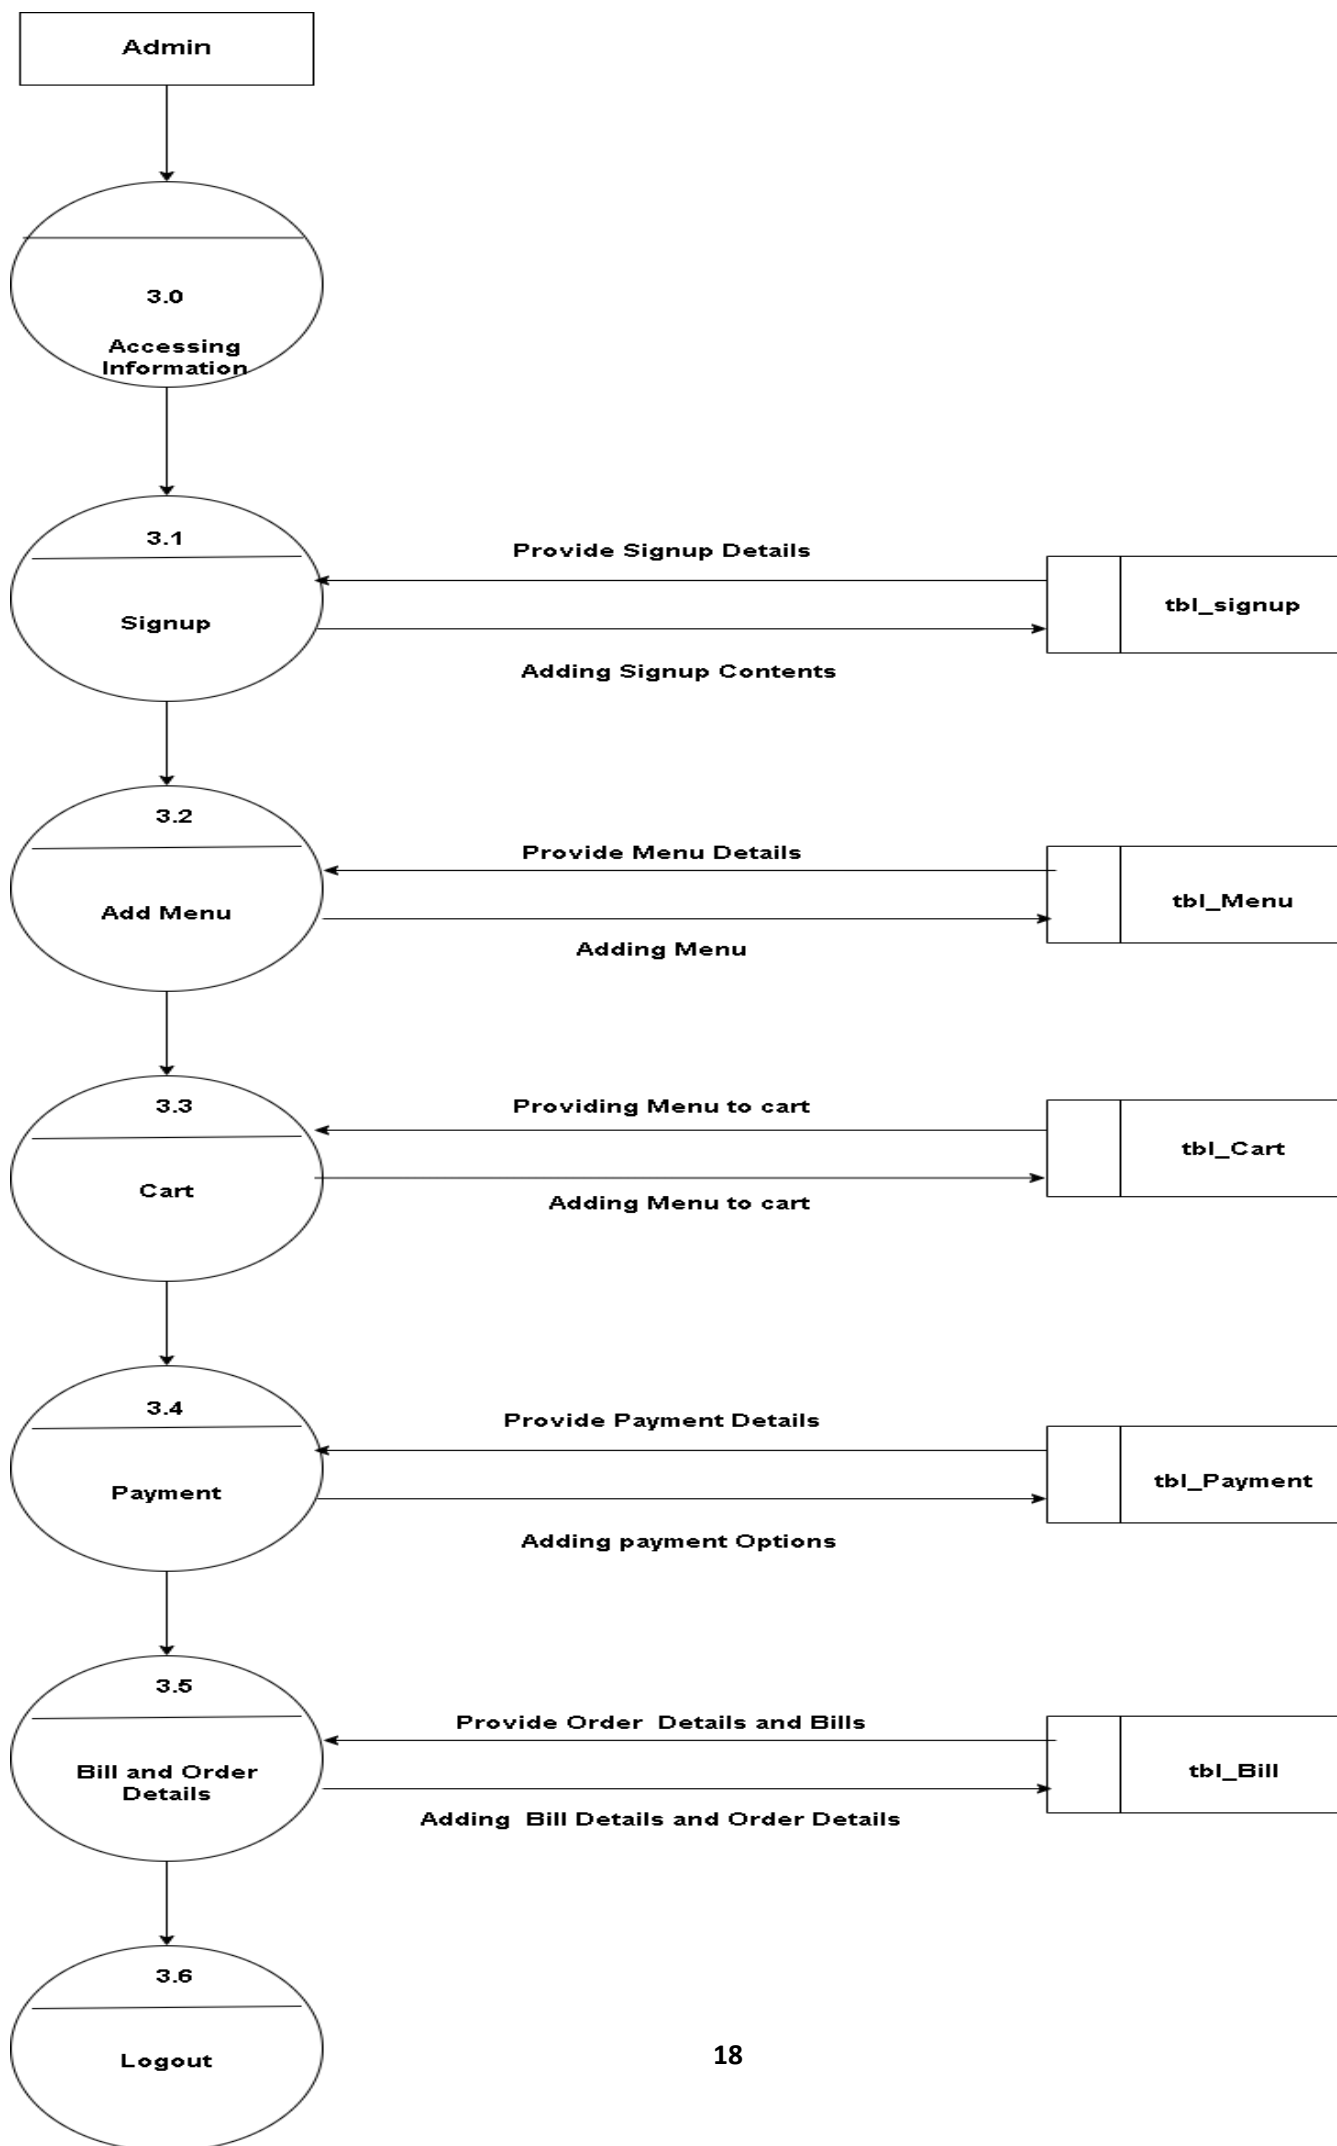 Admin
3.0
Accessing
Information
3.1
Signup
Provide Signup Details
Adding Signup Contents
tbl_signup
3.2
Add Menu
Provide Menu Details
Adding Menu
tbl_Menu
3.3
Cart
Providing Menu to cart
Adding Menu to cart
tbl_Cart
3.4
Payment
Provide Payment Details
Adding payment Options
tbl_Payment
3.5
Bill and Order
Details
Provide Order  Details and Bills
Adding  Bill Details and Order Details
tbl_Bill
3.6
Logout
18